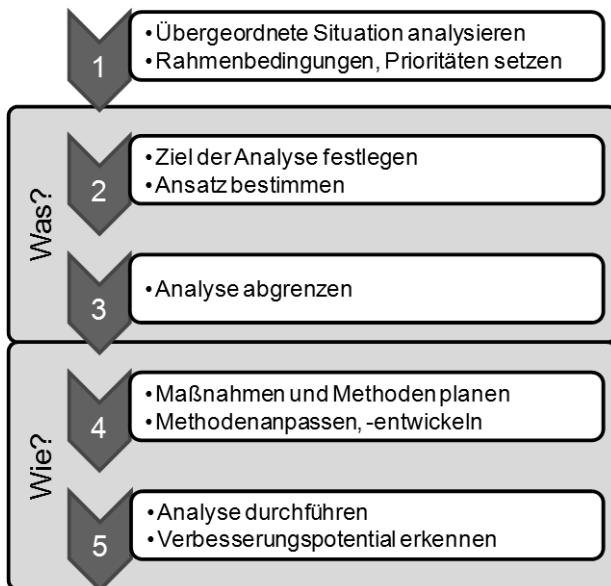 1
• Übergeordnete Situation analysieren
• Rahmenbedingungen, Prioritäten setzen
Was?
2
• Ziel der Analyse festlegen
• Ansatz bestimmen
3
• Analyse abgrenzen
Wie?
4
• Maßnahmen und Methoden planen
• Methodenanpassen, -entwickeln
5
• Analyse durchführen
• Verbesserungspotential erkennen